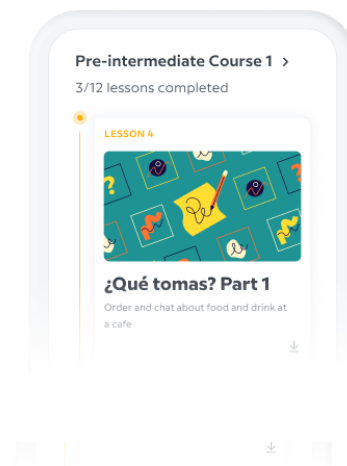 Pre-intermediate Course 1 >
3/12 lessons completed
LESSON 4
¿Qué tomas? Part 1
Order and chat about food and drink at
a cafe